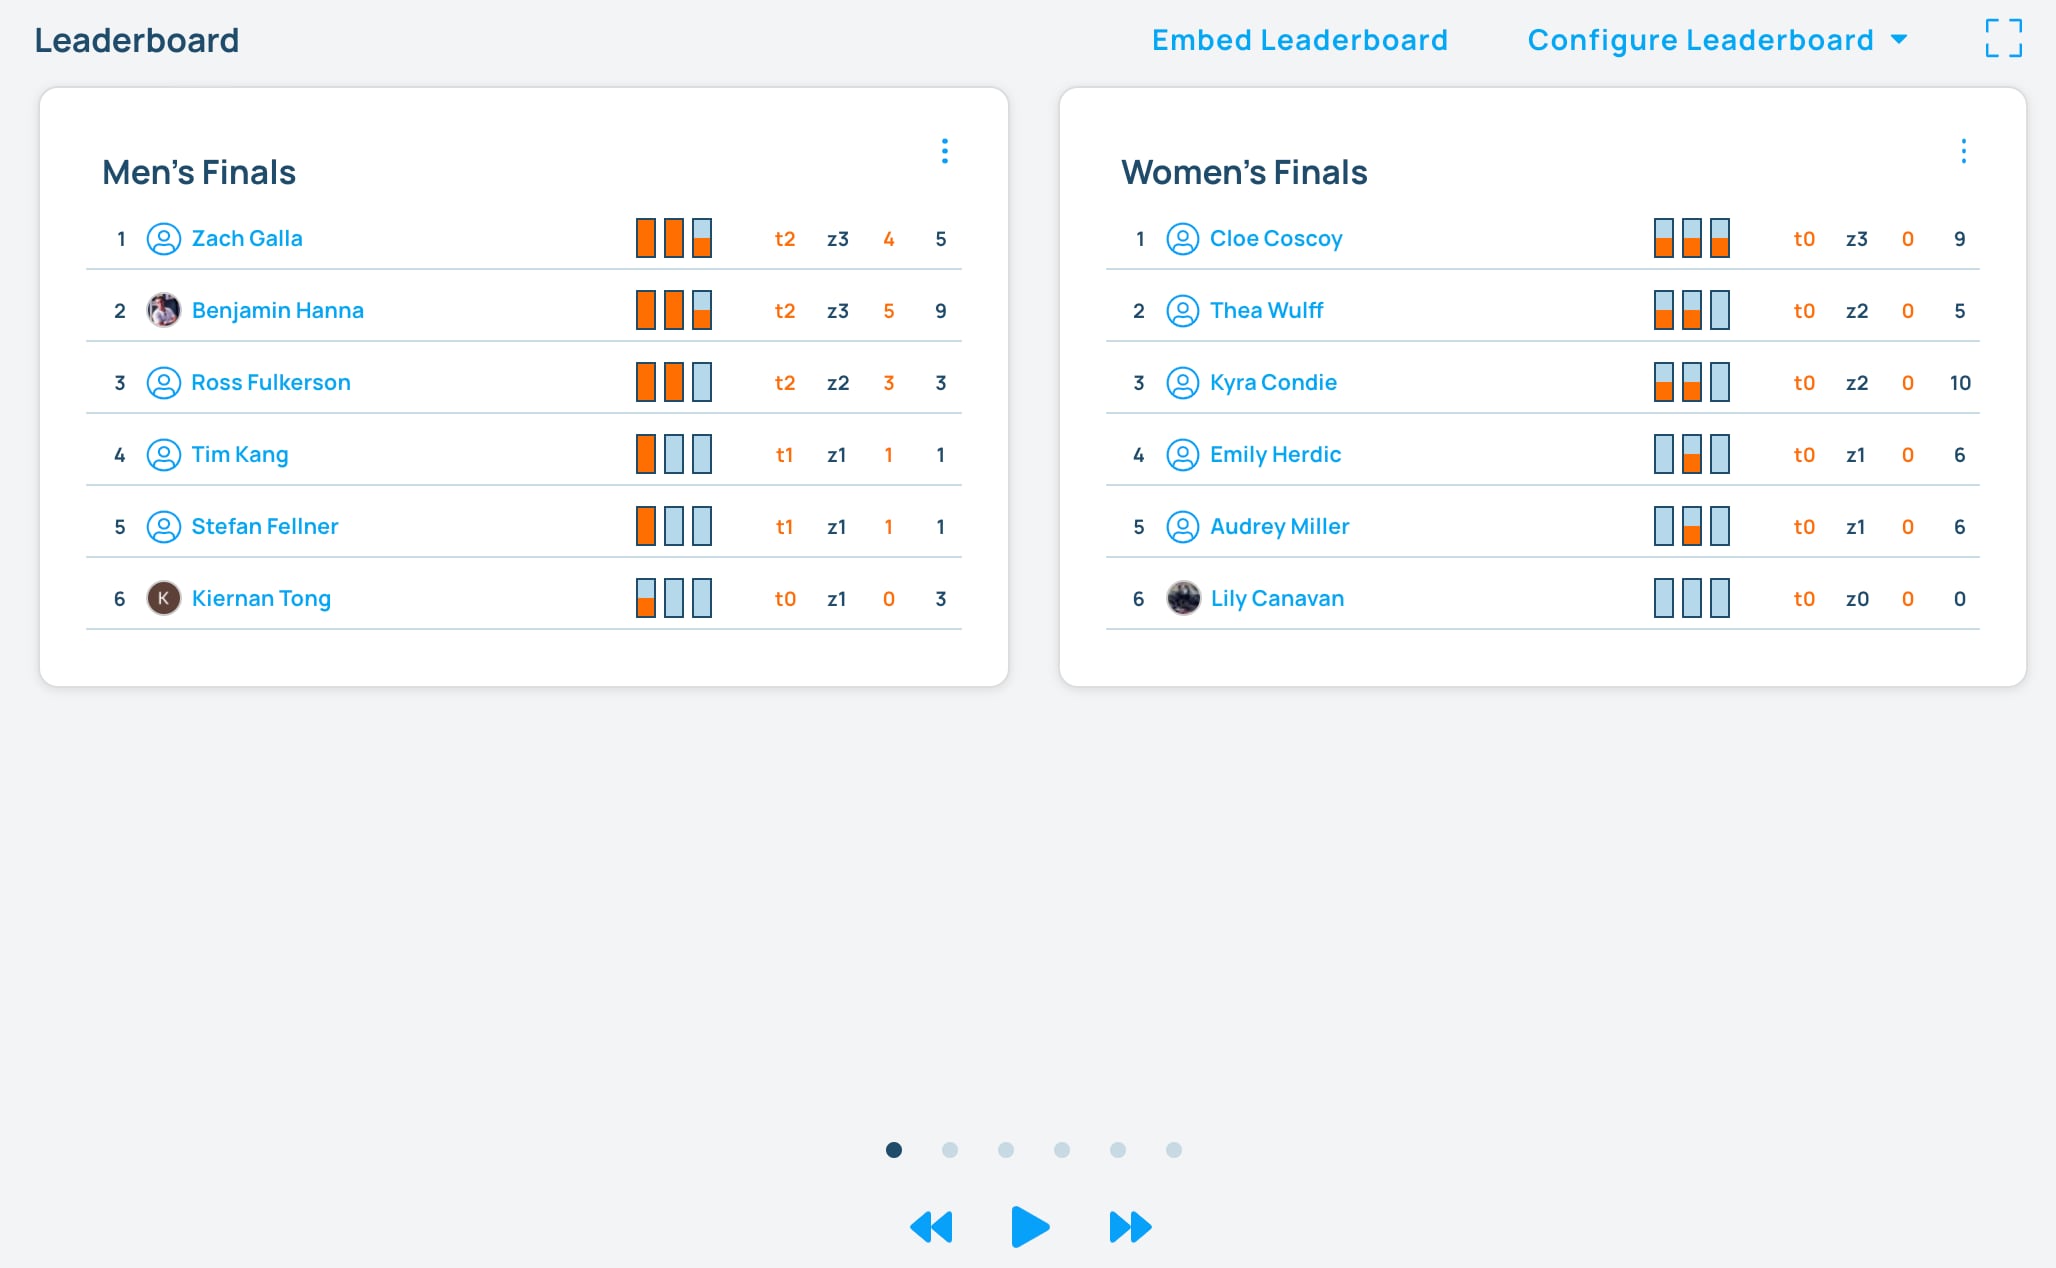 Leaderboard
Embed Leaderboard
Configure Leaderboard
Men's Finals
1 Zach Galla t2 z3 4 5
2 Benjamin Hanna t2 z3 5 9
3 Ross Fulkerson t2 z2 3 3
4 Tim Kang t1 z1 1 1
5 Stefan Fellner t1 z1 1 1
6 K Kiernan Tong t0 z1 0 3
Women's Finals
1 Cloe Coscoy t0 z3 0 9
2 Thea Wulff t0 z2 0 5
3 Kyra Condie t0 z2 0 10
4 Emily Herdic t0 z1 0 6
5 Audrey Miller t0 z1 0 6
6 Lily Canavan t0 z0 0 0